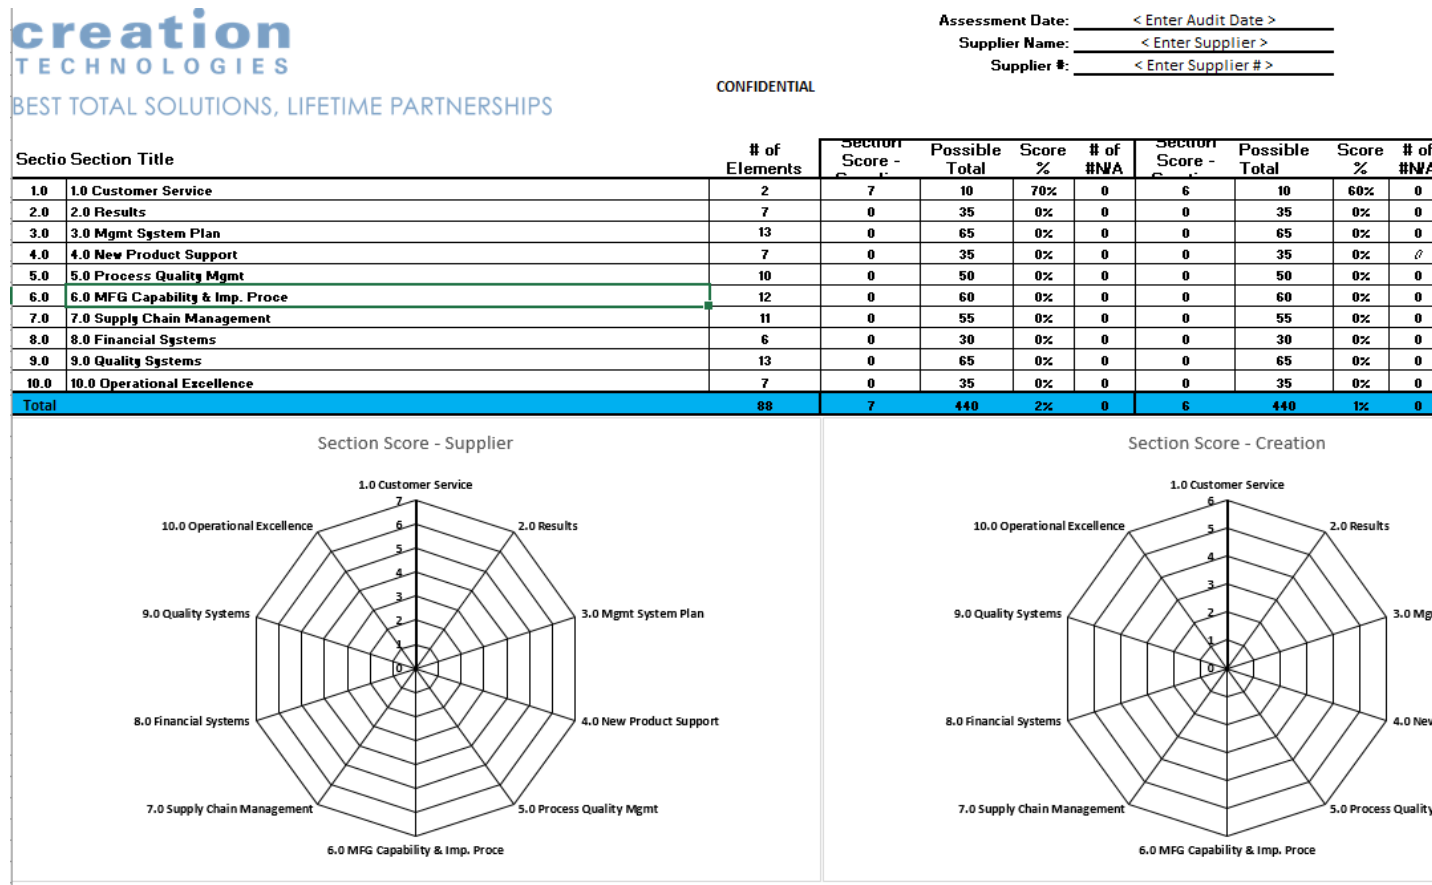 creation
TECHNOLOGIES
BEST TOTAL SOLUTIONS, LIFETIME PARTNERSHIPS
CONFIDENTIAL
Assessment Date: < Enter Audit Date >
Supplier Name: < Enter Supplier >
Supplier #: < Enter Supplier # >
Sectio Section Title # of Elements Section Score - Possible Total Score % # of #N/A Section Score - Possible Total Score % # of #N/A
1.0 1.0 Customer Service 2 7 10 70% 0 6 10 60% 0
2.0 2.0 Results 7 0 35 0% 0 0 35 0% 0
3.0 3.0 Mgmt System Plan 13 0 65 0% 0 0 65 0% 0
4.0 4.0 New Product Support 7 0 35 0% 0 0 35 0% 0
5.0 5.0 Process Quality Mgmt 10 0 50 0% 0 0 50 0% 0
6.0 6.0 MFG Capability & Imp. Proce 12 0 60 0% 0 0 60 0% 0
7.0 7.0 Supply Chain Management 11 0 55 0% 0 0 55 0% 0
8.0 8.0 Financial Systems 6 0 30 0% 0 0 30 0% 0
9.0 9.0 Quality Systems 13 0 65 0% 0 0 65 0% 0
10.0 10.0 Operational Excellence 7 0 35 0% 0 0 35 0% 0
Total 88 7 440 2% 0 6 440 1% 0
Section Score - Supplier
1.0 Customer Service
2.0 Results
3.0 Mgmt System Plan
4.0 New Product Support
5.0 Process Quality Mgmt
6.0 MFG Capability & Imp. Proce
7.0 Supply Chain Management
8.0 Financial Systems
9.0 Quality Systems
10.0 Operational Excellence
7
6
5
4
3
2
1
0
Section Score - Creation
1.0 Customer Service
2.0 Results
3.0 Mg
4.0 New
5.0 Process Quality
6.0 MFG Capability & Imp. Proce
7.0 Supply Chain Management
8.0 Financial Systems
9.0 Quality Systems
10.0 Operational Excellence
6
5
4
3
2
1
0